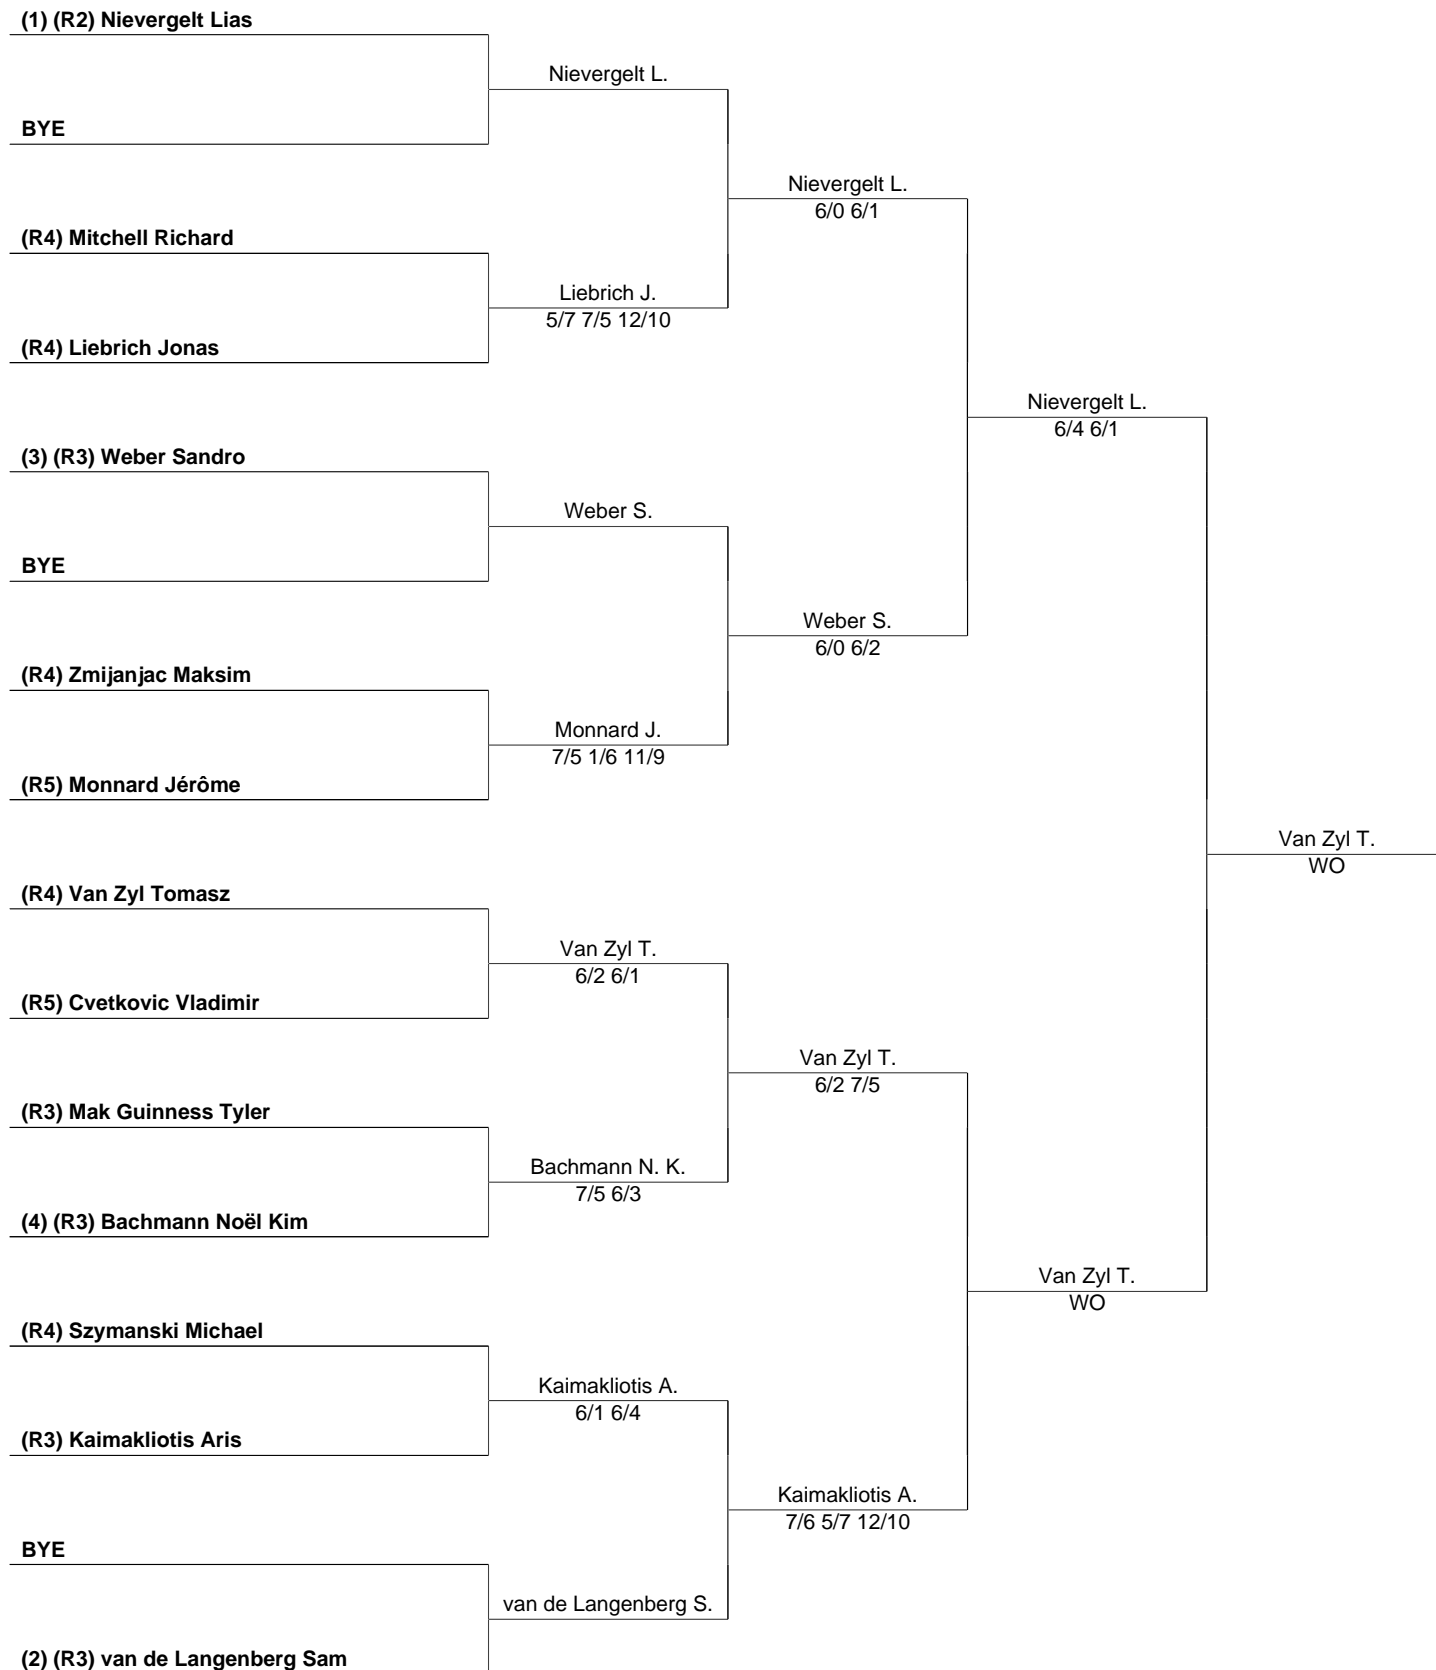 (1) (R2) Nievergelt Lias
Nievergelt L.
BYE
Nievergelt L.
6/0 6/1
(R4) Mitchell Richard
Liebrich J.
5/7 7/5 12/10
(R4) Liebrich Jonas
Nievergelt L.
6/4 6/1
(3) (R3) Weber Sandro
Weber S.
BYE
Weber S.
6/0 6/2
(R4) Zmijanjac Maksim
Monnard J.
7/5 1/6 11/9
(R5) Monnard Jérôme
Van Zyl T.
WO
(R4) Van Zyl Tomasz
Van Zyl T.
6/2 6/1
(R5) Cvetkovic Vladimir
Van Zyl T.
6/2 7/5
(R3) Mak Guinness Tyler
Bachmann N. K.
7/5 6/3
(4) (R3) Bachmann Noël Kim
Van Zyl T.
WO
(R4) Szymanski Michael
Kaimakliotis A.
6/1 6/4
(R3) Kaimakliotis Aris
Kaimakliotis A.
7/6 5/7 12/10
BYE
van de Langenberg S.
(2) (R3) van de Langenberg Sam